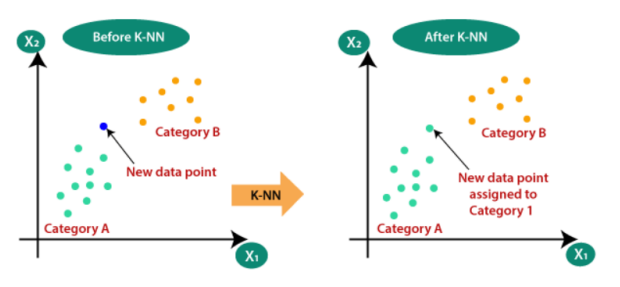 Before K-NN
X₂
Category B
New data point
Category A
X₁
K-NN
After K-NN
X₂
Category B
New data point
assigned to
Category 1
Category A
X₁